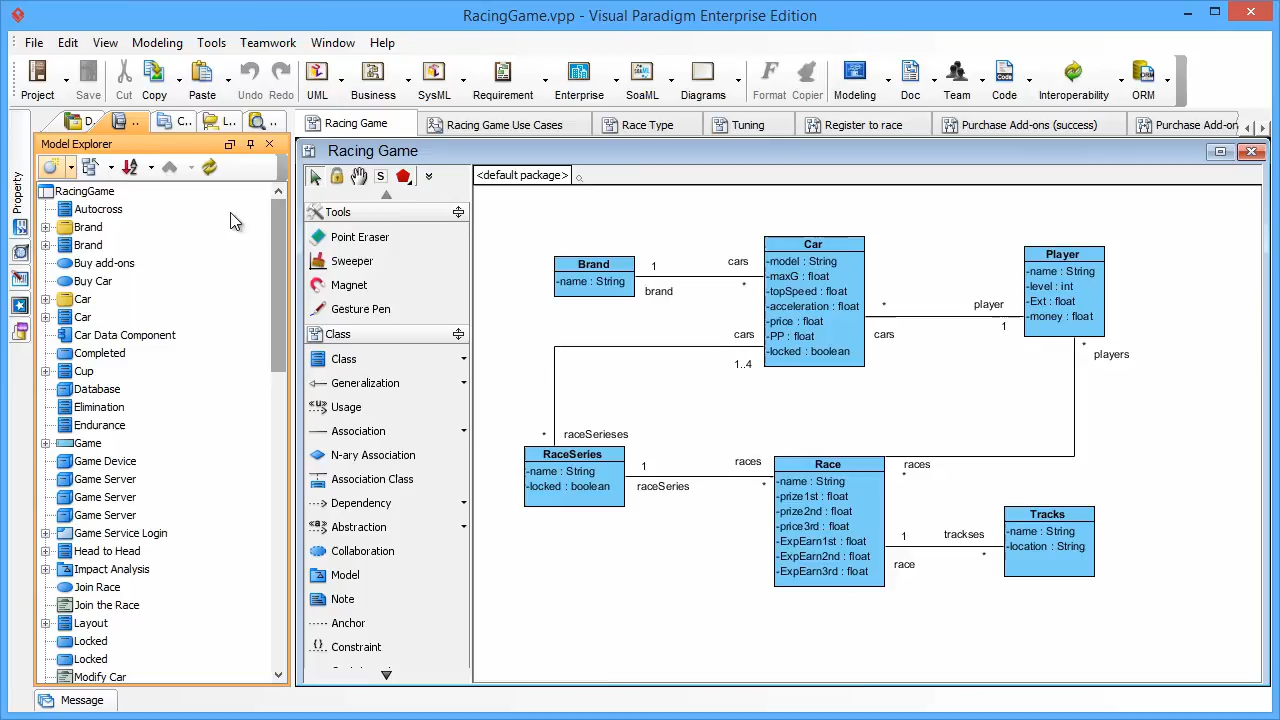 RacingGame.vpp - Visual Paradigm Enterprise Edition
File Edit View Modeling Tools Teamwork Window Help
Project Save Cut Copy Paste Undo Redo UML Business SysML Requirement Enterprise SoaML Diagrams Format Copier Modeling Doc Team Code Interoperability ORM
D.. .. C.. L.. ..
Racing Game Racing Game Use Cases Race Type Tuning Register to race Purchase Add-ons (success) Purchase Add-on
Property
Model Explorer
RacingGame
Autocross
Brand
Brand
Buy add-ons
Buy Car
Car
Car
Car Data Component
Completed
Cup
Database
Elimination
Endurance
Game
Game Device
Game Server
Game Server
Game Server
Game Service Login
Head to Head
Impact Analysis
Join Race
Join the Race
Layout
Locked
Locked
Modify Car
Message
Racing Game
<default package>
S
Tools
Point Eraser
Sweeper
Magnet
Gesture Pen
Class
Class
Generalization
Usage
Association
N-ary Association
Association Class
Dependency
Abstraction
Collaboration
Model
Note
Anchor
Constraint
Brand
-name : String
1
brand
cars
*
Car
-model : String
-maxG : float
-topSpeed : float
-acceleration : float
-price : float
-PP : float
-locked : boolean
*
cars
player
1
Player
-name : String
-level : int
-Ext : float
-money : float
*
players
cars
1..4
*
raceSerieses
RaceSeries
-name : String
-locked : boolean
1
raceSeries
races
*
Race
-name : String
-prize1st : float
-prize2nd : float
-price3rd : float
-ExpEarn1st : float
-ExpEarn2nd : float
-ExpEarn3rd : float
races
*
1
race
trackses
*
Tracks
-name : String
-location : String